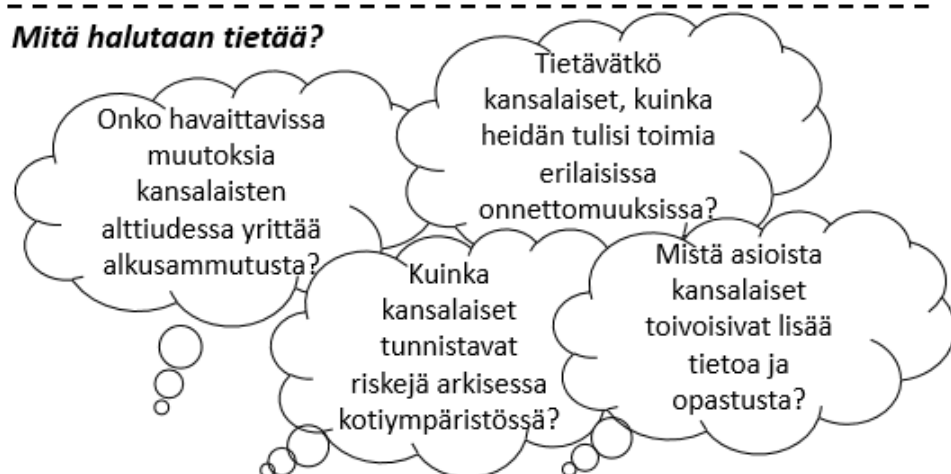 Mitä halutaan tietää?
Onko havaittavissa
muutoksia
kansalaisten
alttiudessa yrittää
alkusammutusta?
Tietävätkö
kansalaiset, kuinka
heidän tulisi toimia
erilaisissa
onnettomuuksissa?
Kuinka
kansalaiset
tunnistavat
riskejä arkisessa
kotiympäristössä?
Mistä asioista
kansalaiset
toivoisivat lisää
tietoa ja
opastusta?